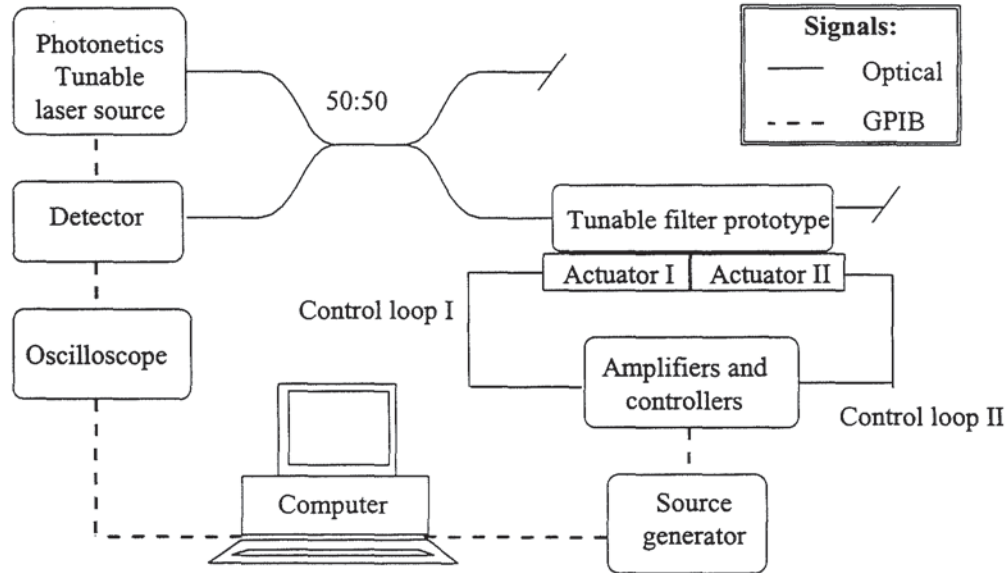 Photonetics
Tunable
laser source
50:50
Signals:
Optical
GPIB
Detector
Tunable filter prototype
Actuator I
Actuator II
Control loop I
Oscilloscope
Amplifiers and
controllers
Control loop II
Computer
Source
generator